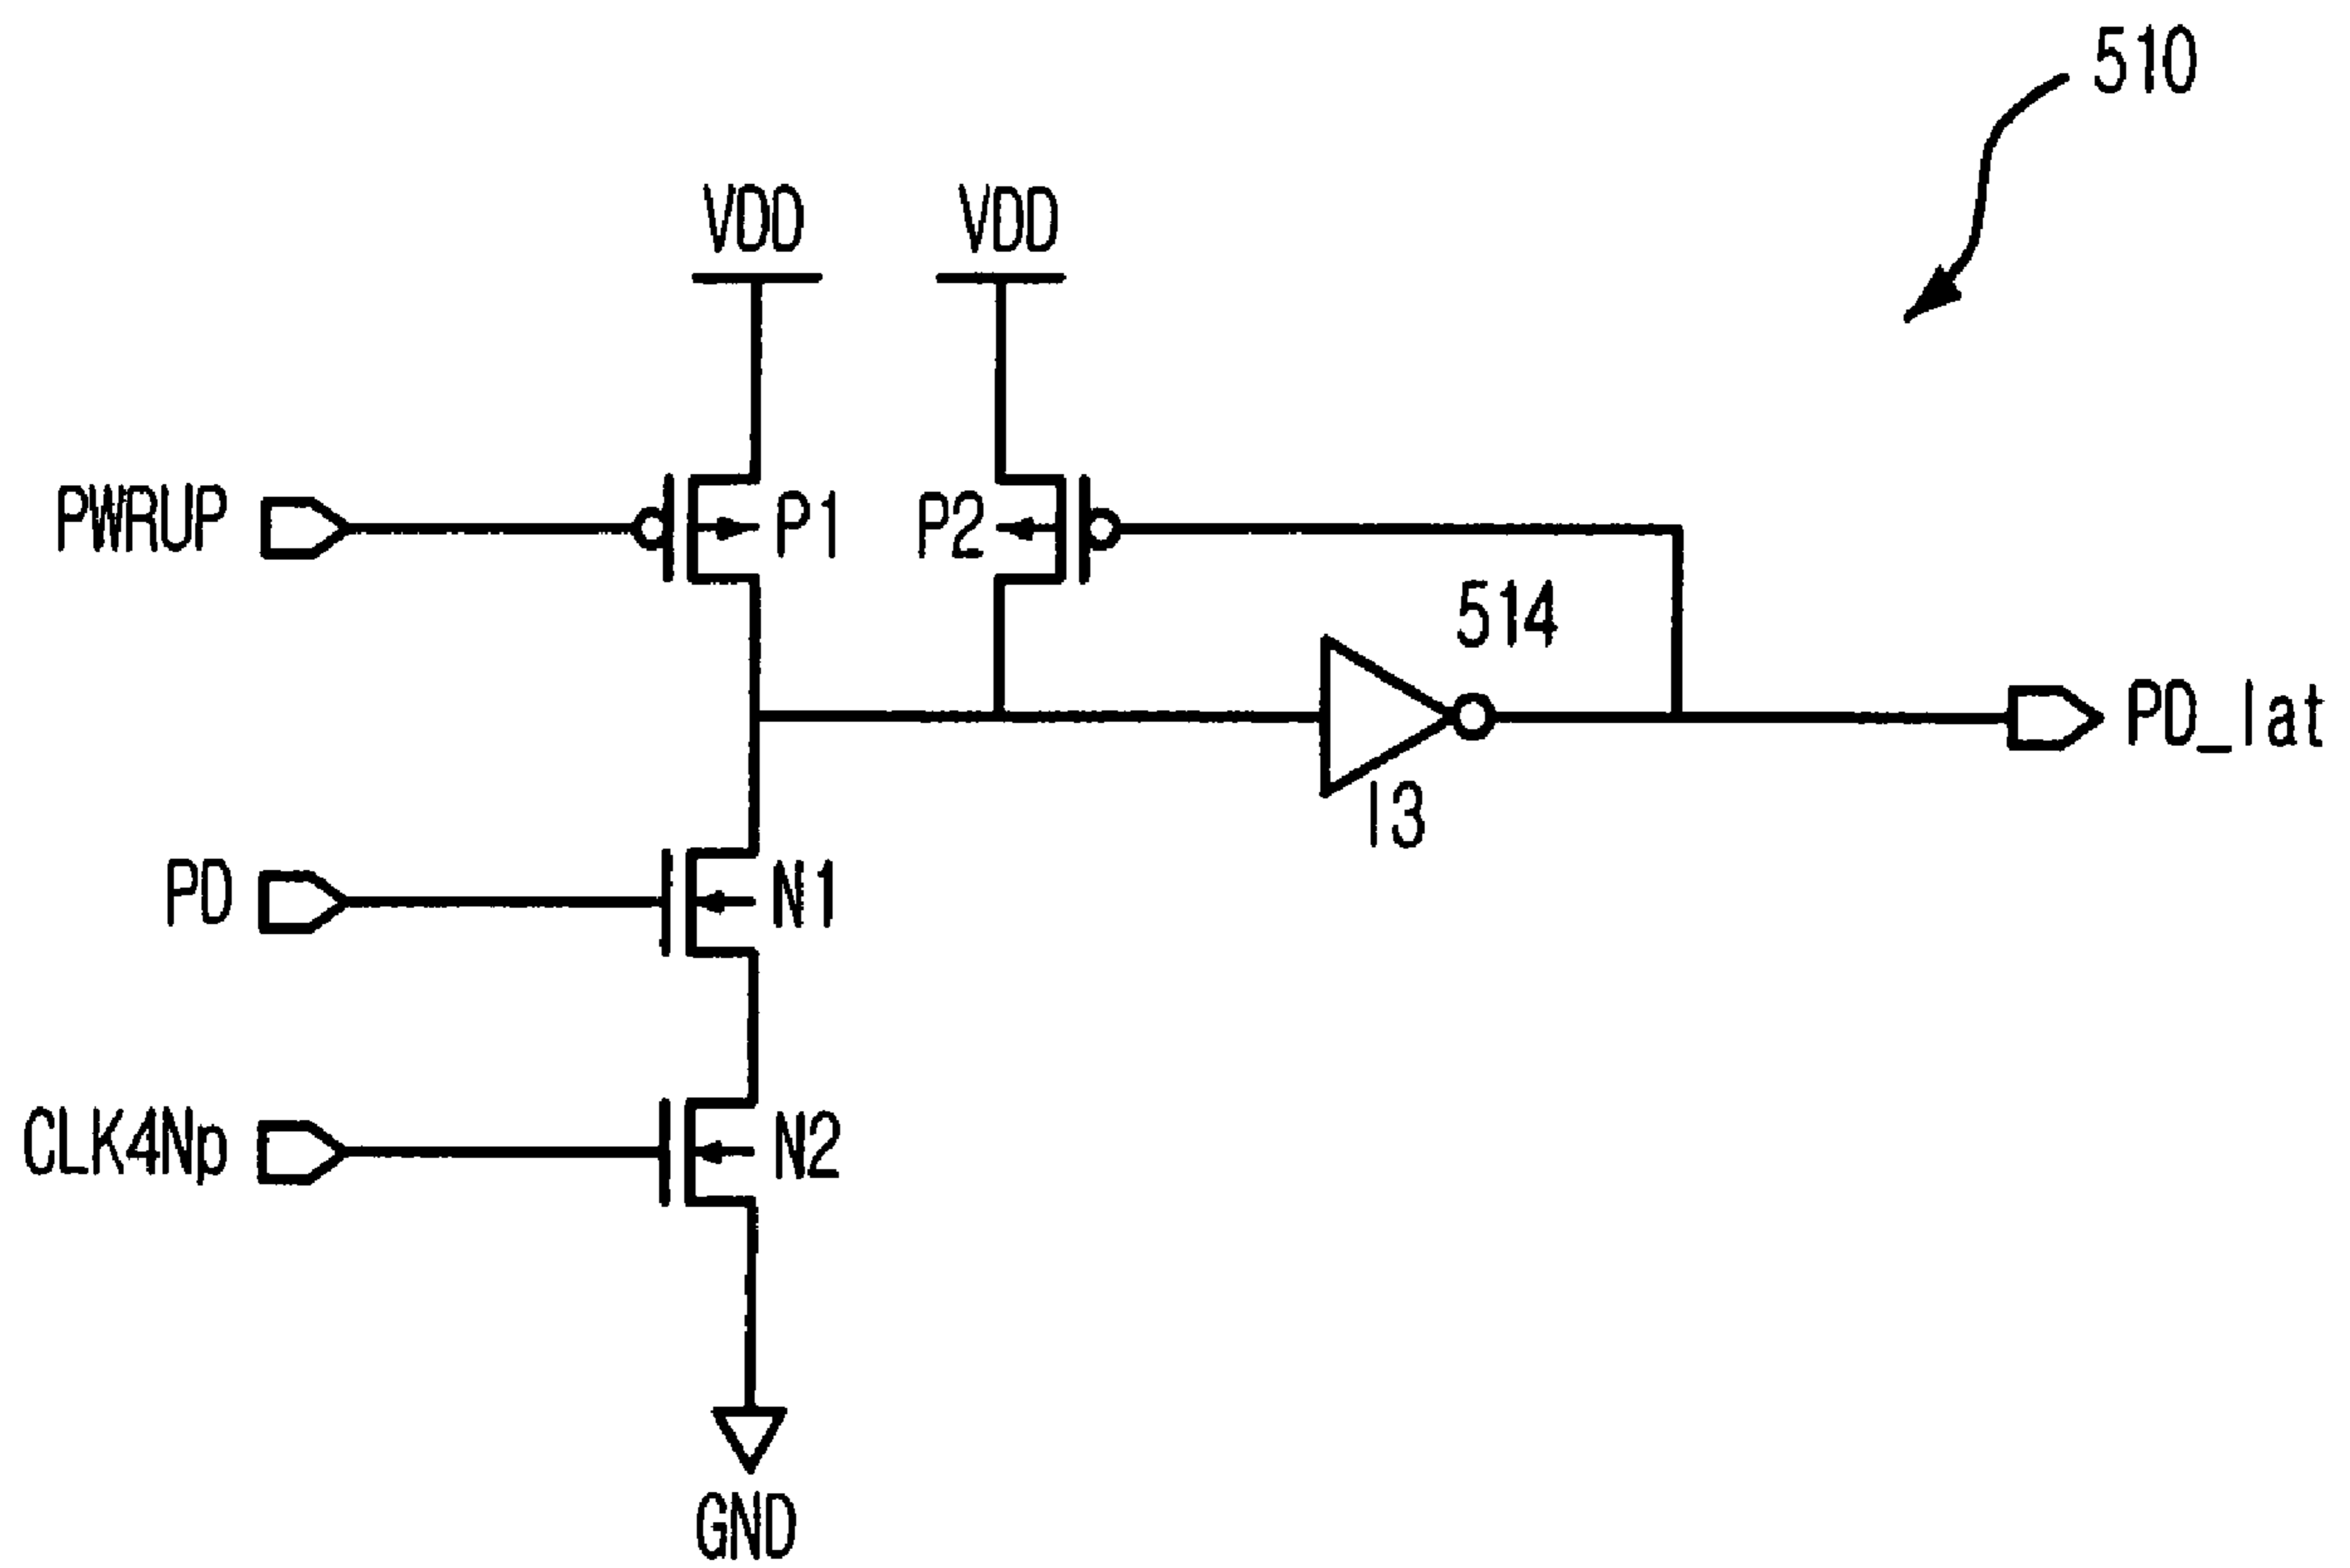 510
VDD
VDD
PWRUP
P1
P2
514
PD_lat
I3
PD
N1
CLK4Np
N2
GND